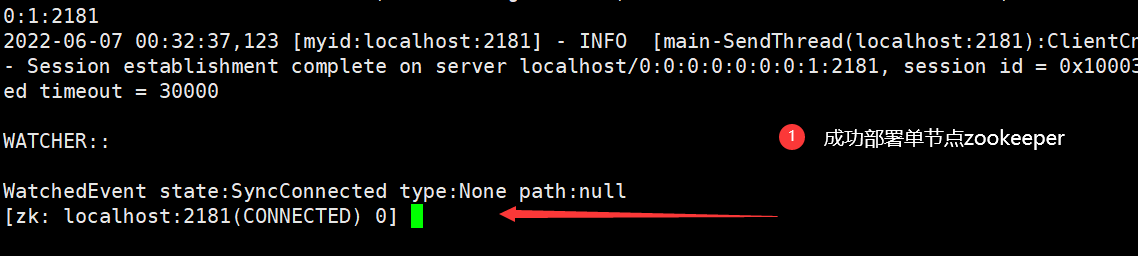 0:1:2181
2022-06-07 00:32:37,123 [myid:localhost:2181] - INFO  [main-SendThread(localhost:2181):ClientCn
- Session establishment complete on server localhost/0:0:0:0:0:0:0:1:2181, session id = 0x10003
ed timeout = 30000
WATCHER::
1 成功部署单节点zookeeper
WatchedEvent state:SyncConnected type:None path:null
[zk: localhost:2181(CONNECTED) 0]